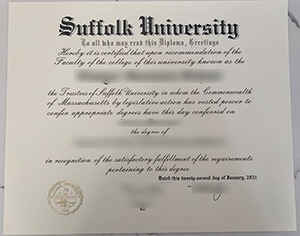 Suffolk University
To all who may read this Diploma, Greetings
Hereby it is certified that upon recommendation of the
Faculty of the college of this university known as the
the Trustees of Suffolk University in whom the Commonwealth
of Massachusetts by legislative action has vested power to
confer appropriate degrees have this day conferred on
the degree of
in recognition of the satisfactory fulfillment of the requirements
pertaining to this degree
Dated this twenty-second day of January, 2021